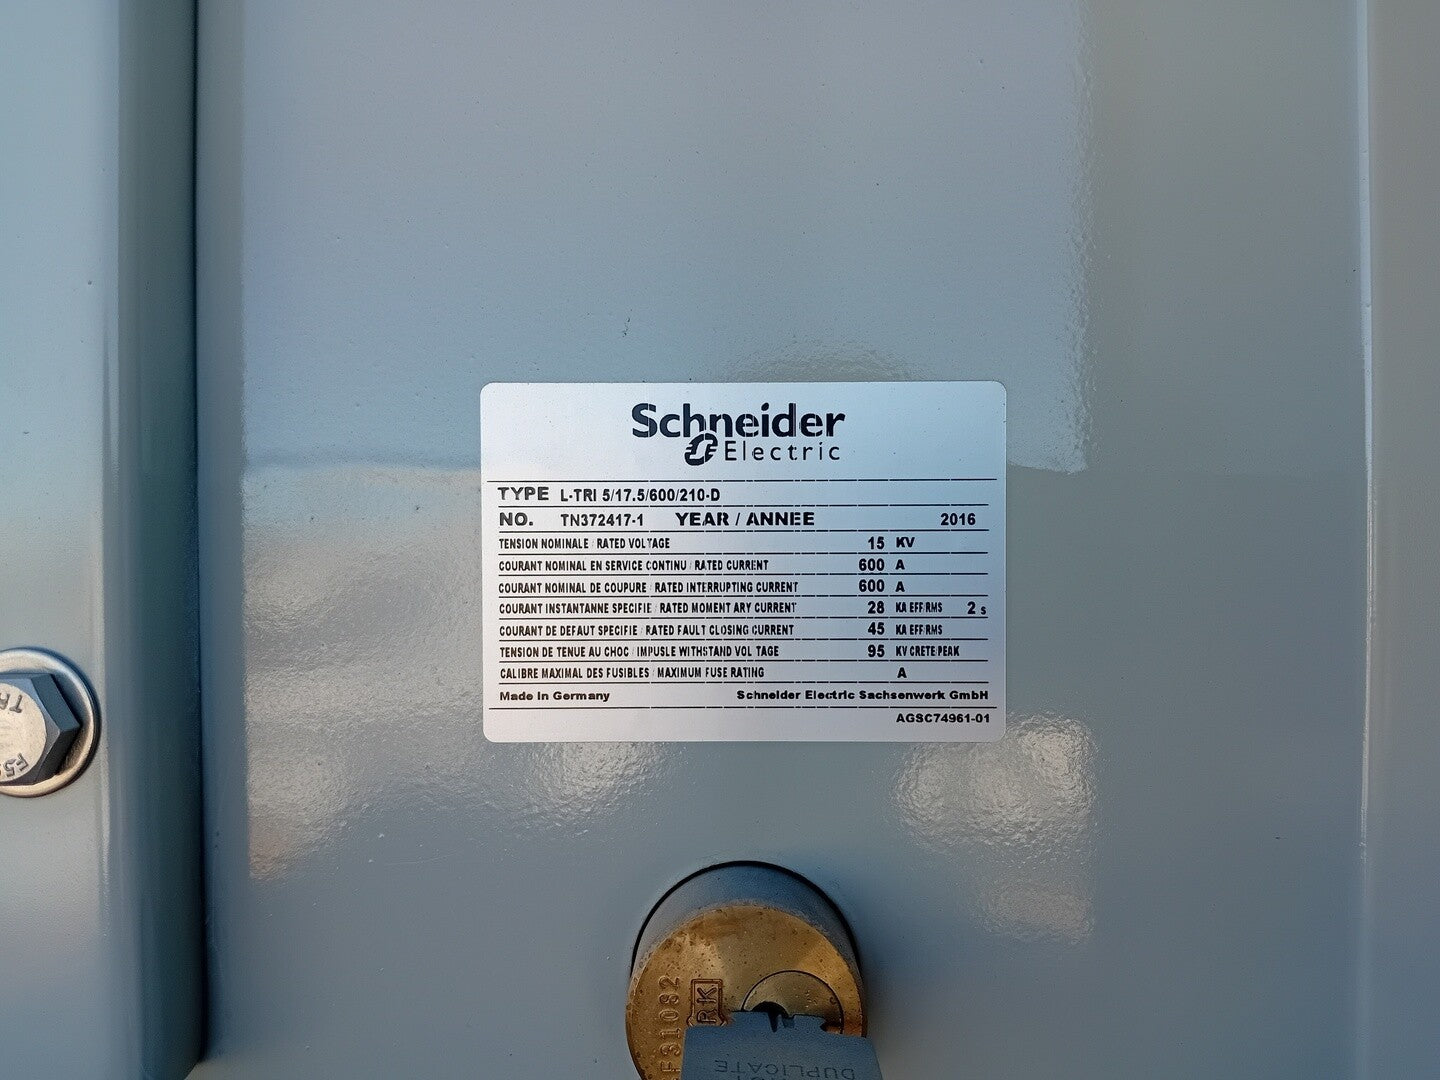 Schneider
Electric
TYPE L-TRI 5/17.5/600/210-D
NO. TN372417-1 YEAR / ANNEE 2016
TENSION NOMINALE / RATED VOLTAGE 15 KV
COURANT NOMINAL EN SERVICE CONTINU / RATED CURRENT 600 A
COURANT NOMINAL DE COUPURE / RATED INTERRUPTING CURRENT 600 A
COURANT INSTANTANNE SPECIFIE / RATED MOMENT ARY CURRENT 28 KA EFF/RMS 2 s
COURANT DE DEFAUT SPECIFIE / RATED FAULT CLOSING CURRENT 45 KA EFF/RMS
TENSION DE TENUE AU CHOC / IMPUSLE WITHSTAND VOL TAGE 95 KV CRETE/PEAK
CALIBRE MAXIMAL DES FUSIBLES / MAXIMUM FUSE RATING A
Made in Germany Schneider Electric Sachsenwerk GmbH
AGSC74961-01
RK
DUPLICATE